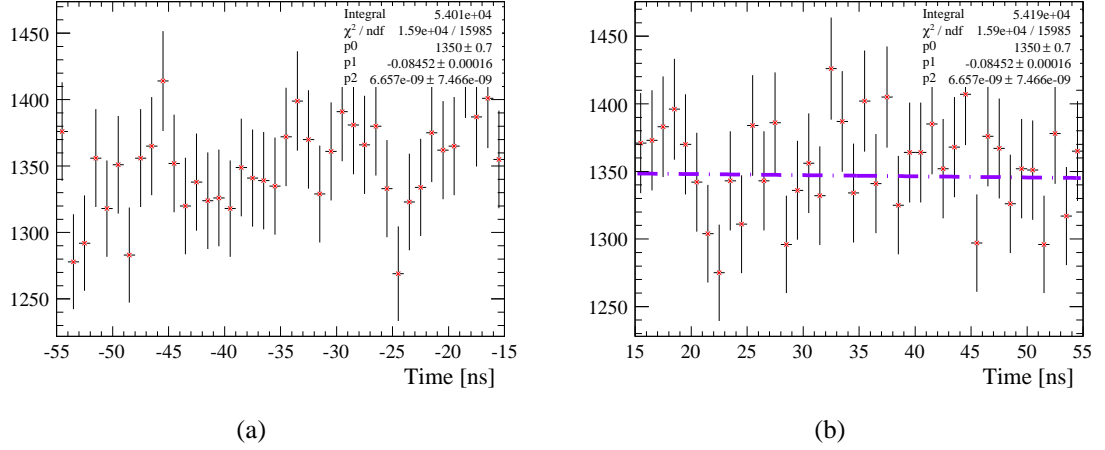 Integral 5.401e+04
χ² / ndf 1.59e+04 / 15985
p0 1350 ± 0.7
p1 -0.08452 ± 0.00016
p2 6.657e-09 ± 7.466e-09
1450
1400
1350
1300
1250
-55 -50 -45 -40 -35 -30 -25 -20 -15
Time [ns]
(a)
Integral 5.419e+04
χ² / ndf 1.59e+04 / 15985
p0 1350 ± 0.7
p1 -0.08452 ± 0.00016
p2 6.657e-09 ± 7.466e-09
1450
1400
1350
1300
1250
15 20 25 30 35 40 45 50 55
Time [ns]
(b)